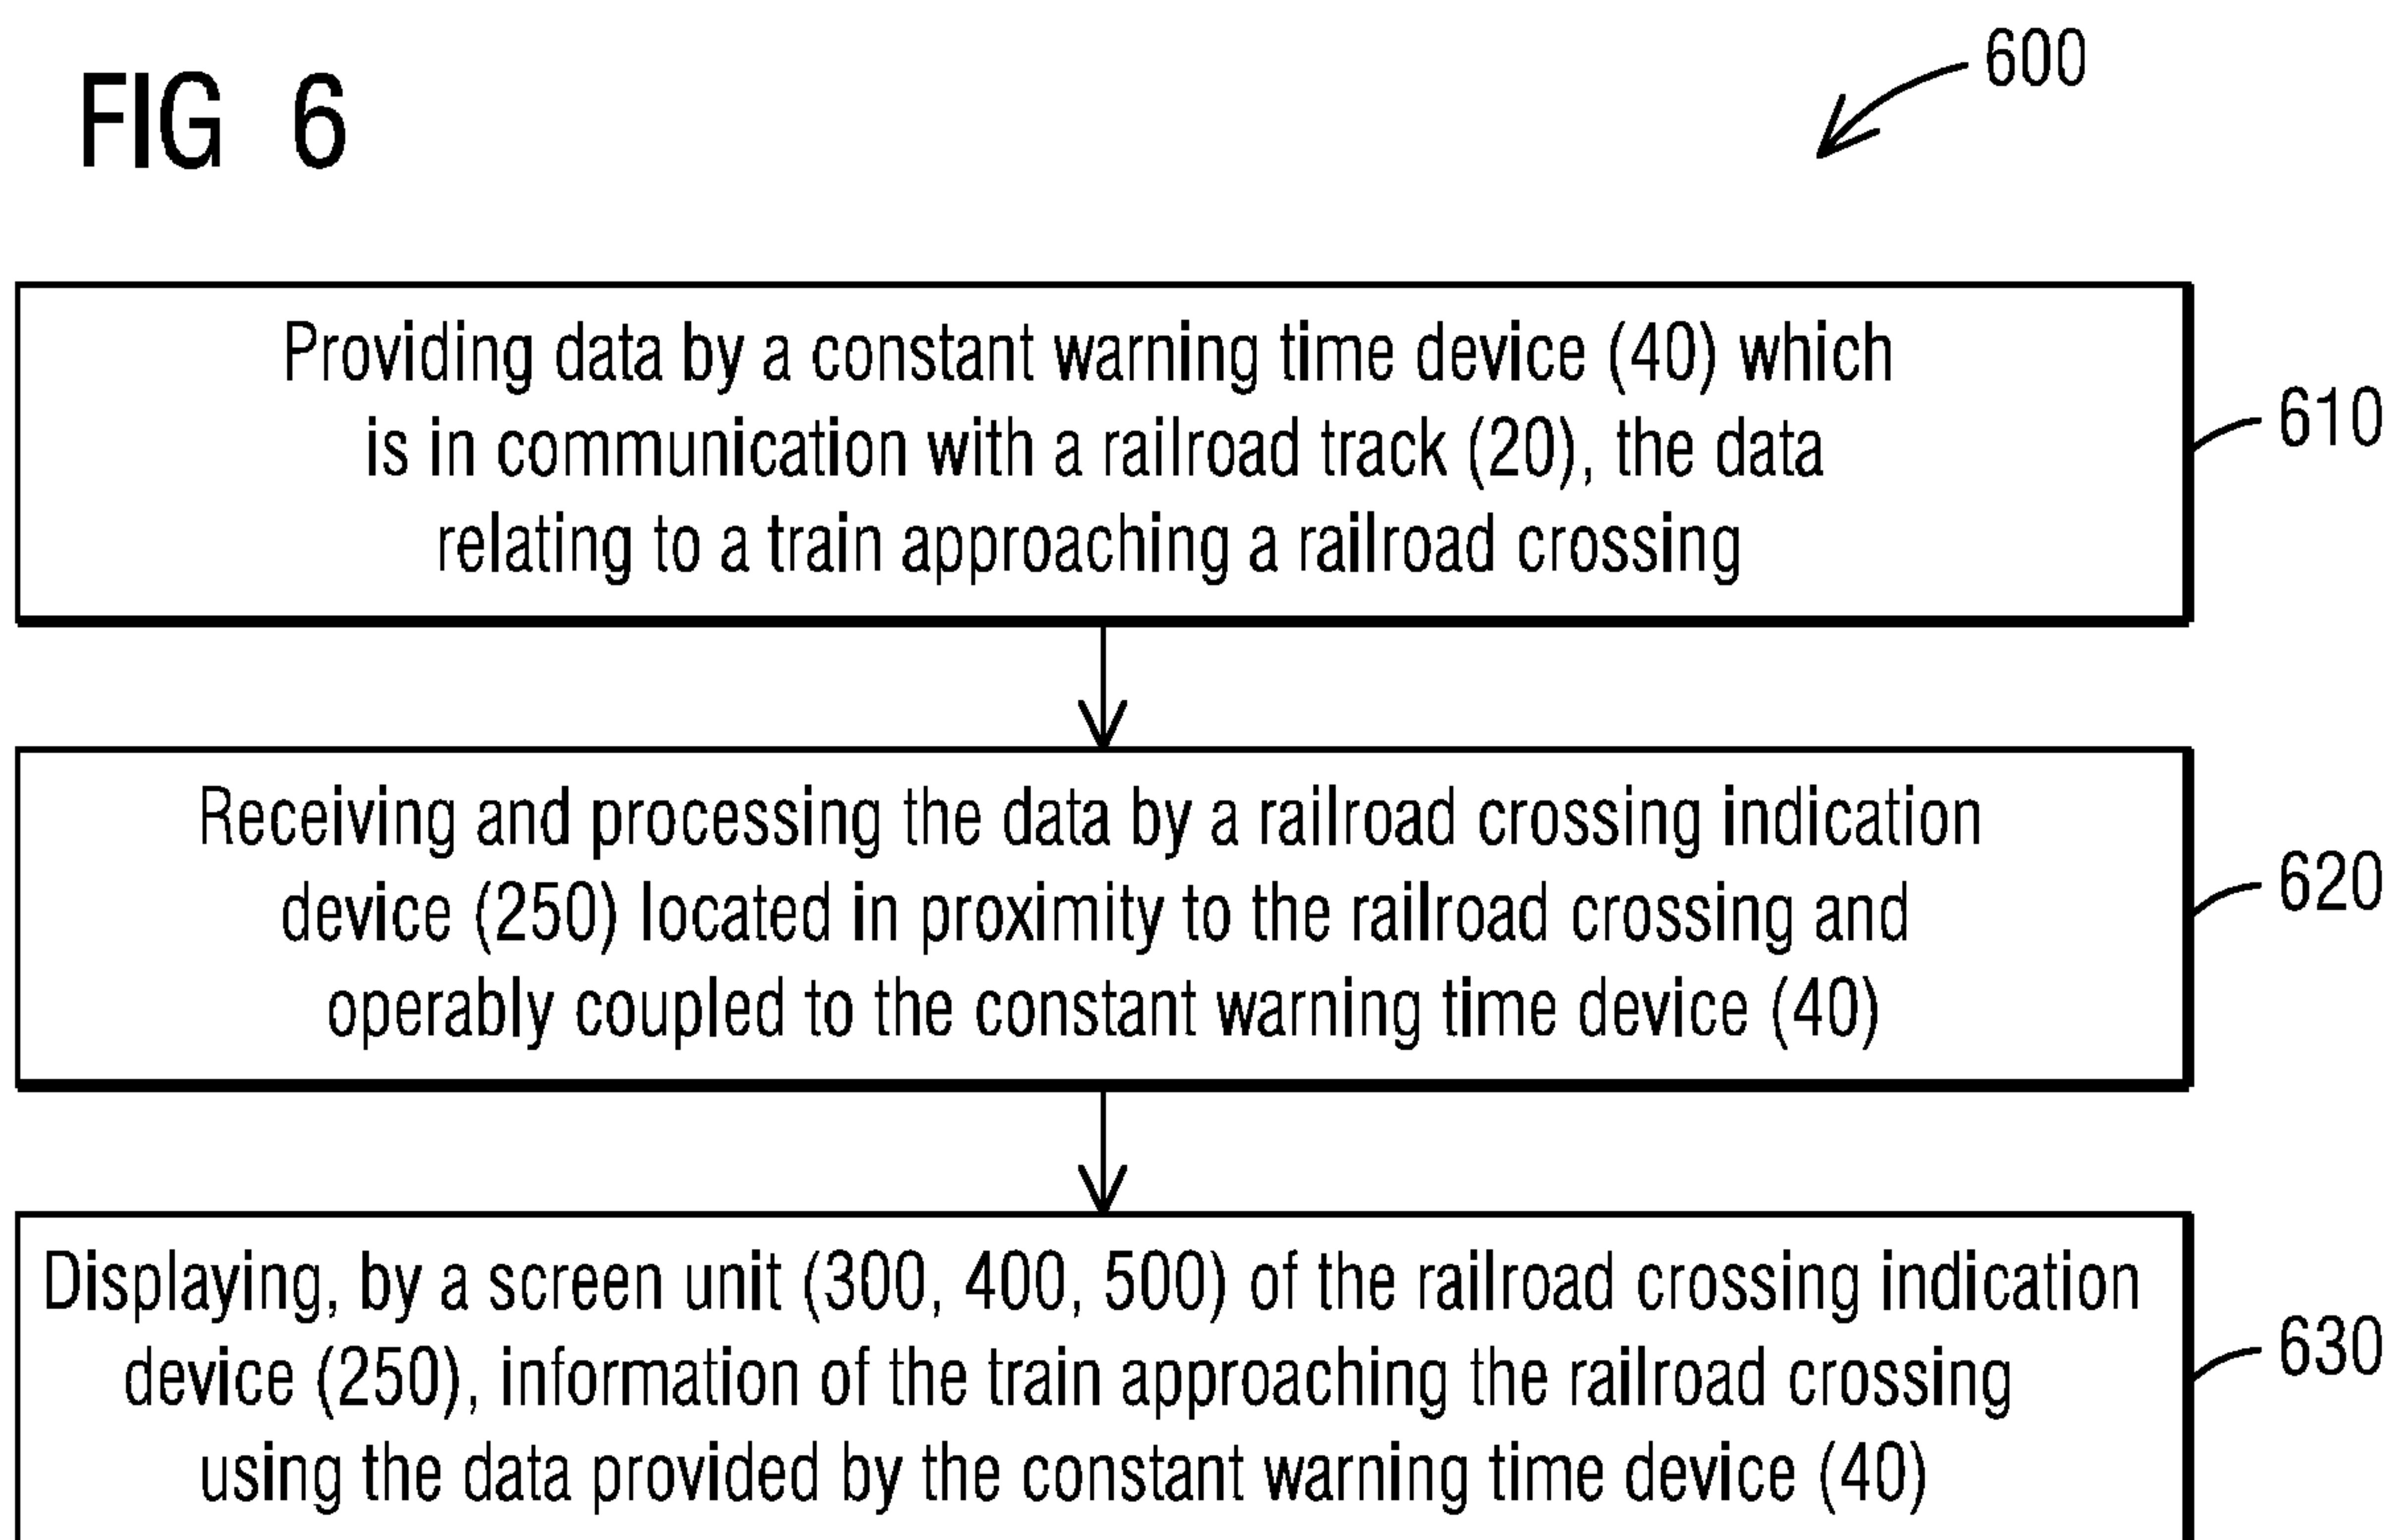 FIG 6
600
Providing data by a constant warning time device (40) which
is in communication with a railroad track (20), the data
relating to a train approaching a railroad crossing
610
Receiving and processing the data by a railroad crossing indication
device (250) located in proximity to the railroad crossing and
operably coupled to the constant warning time device (40)
620
Displaying, by a screen unit (300, 400, 500) of the railroad crossing indication
device (250), information of the train approaching the railroad crossing
using the data provided by the constant warning time device (40)
630